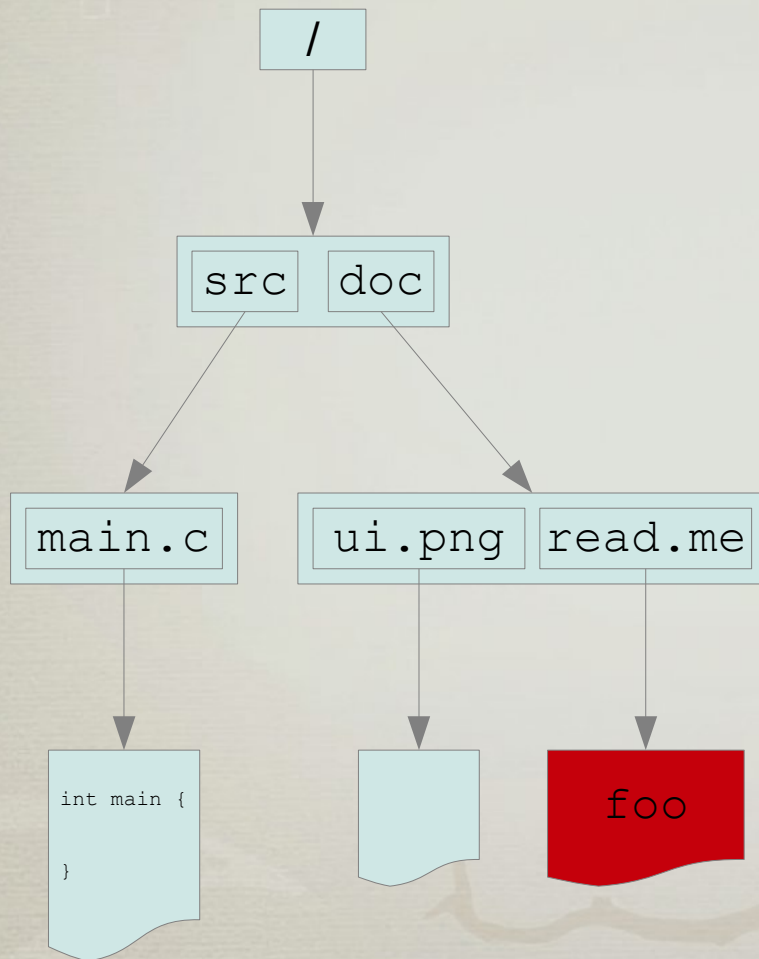 /
src doc
main.c ui.png read.me
int main {
}
foo